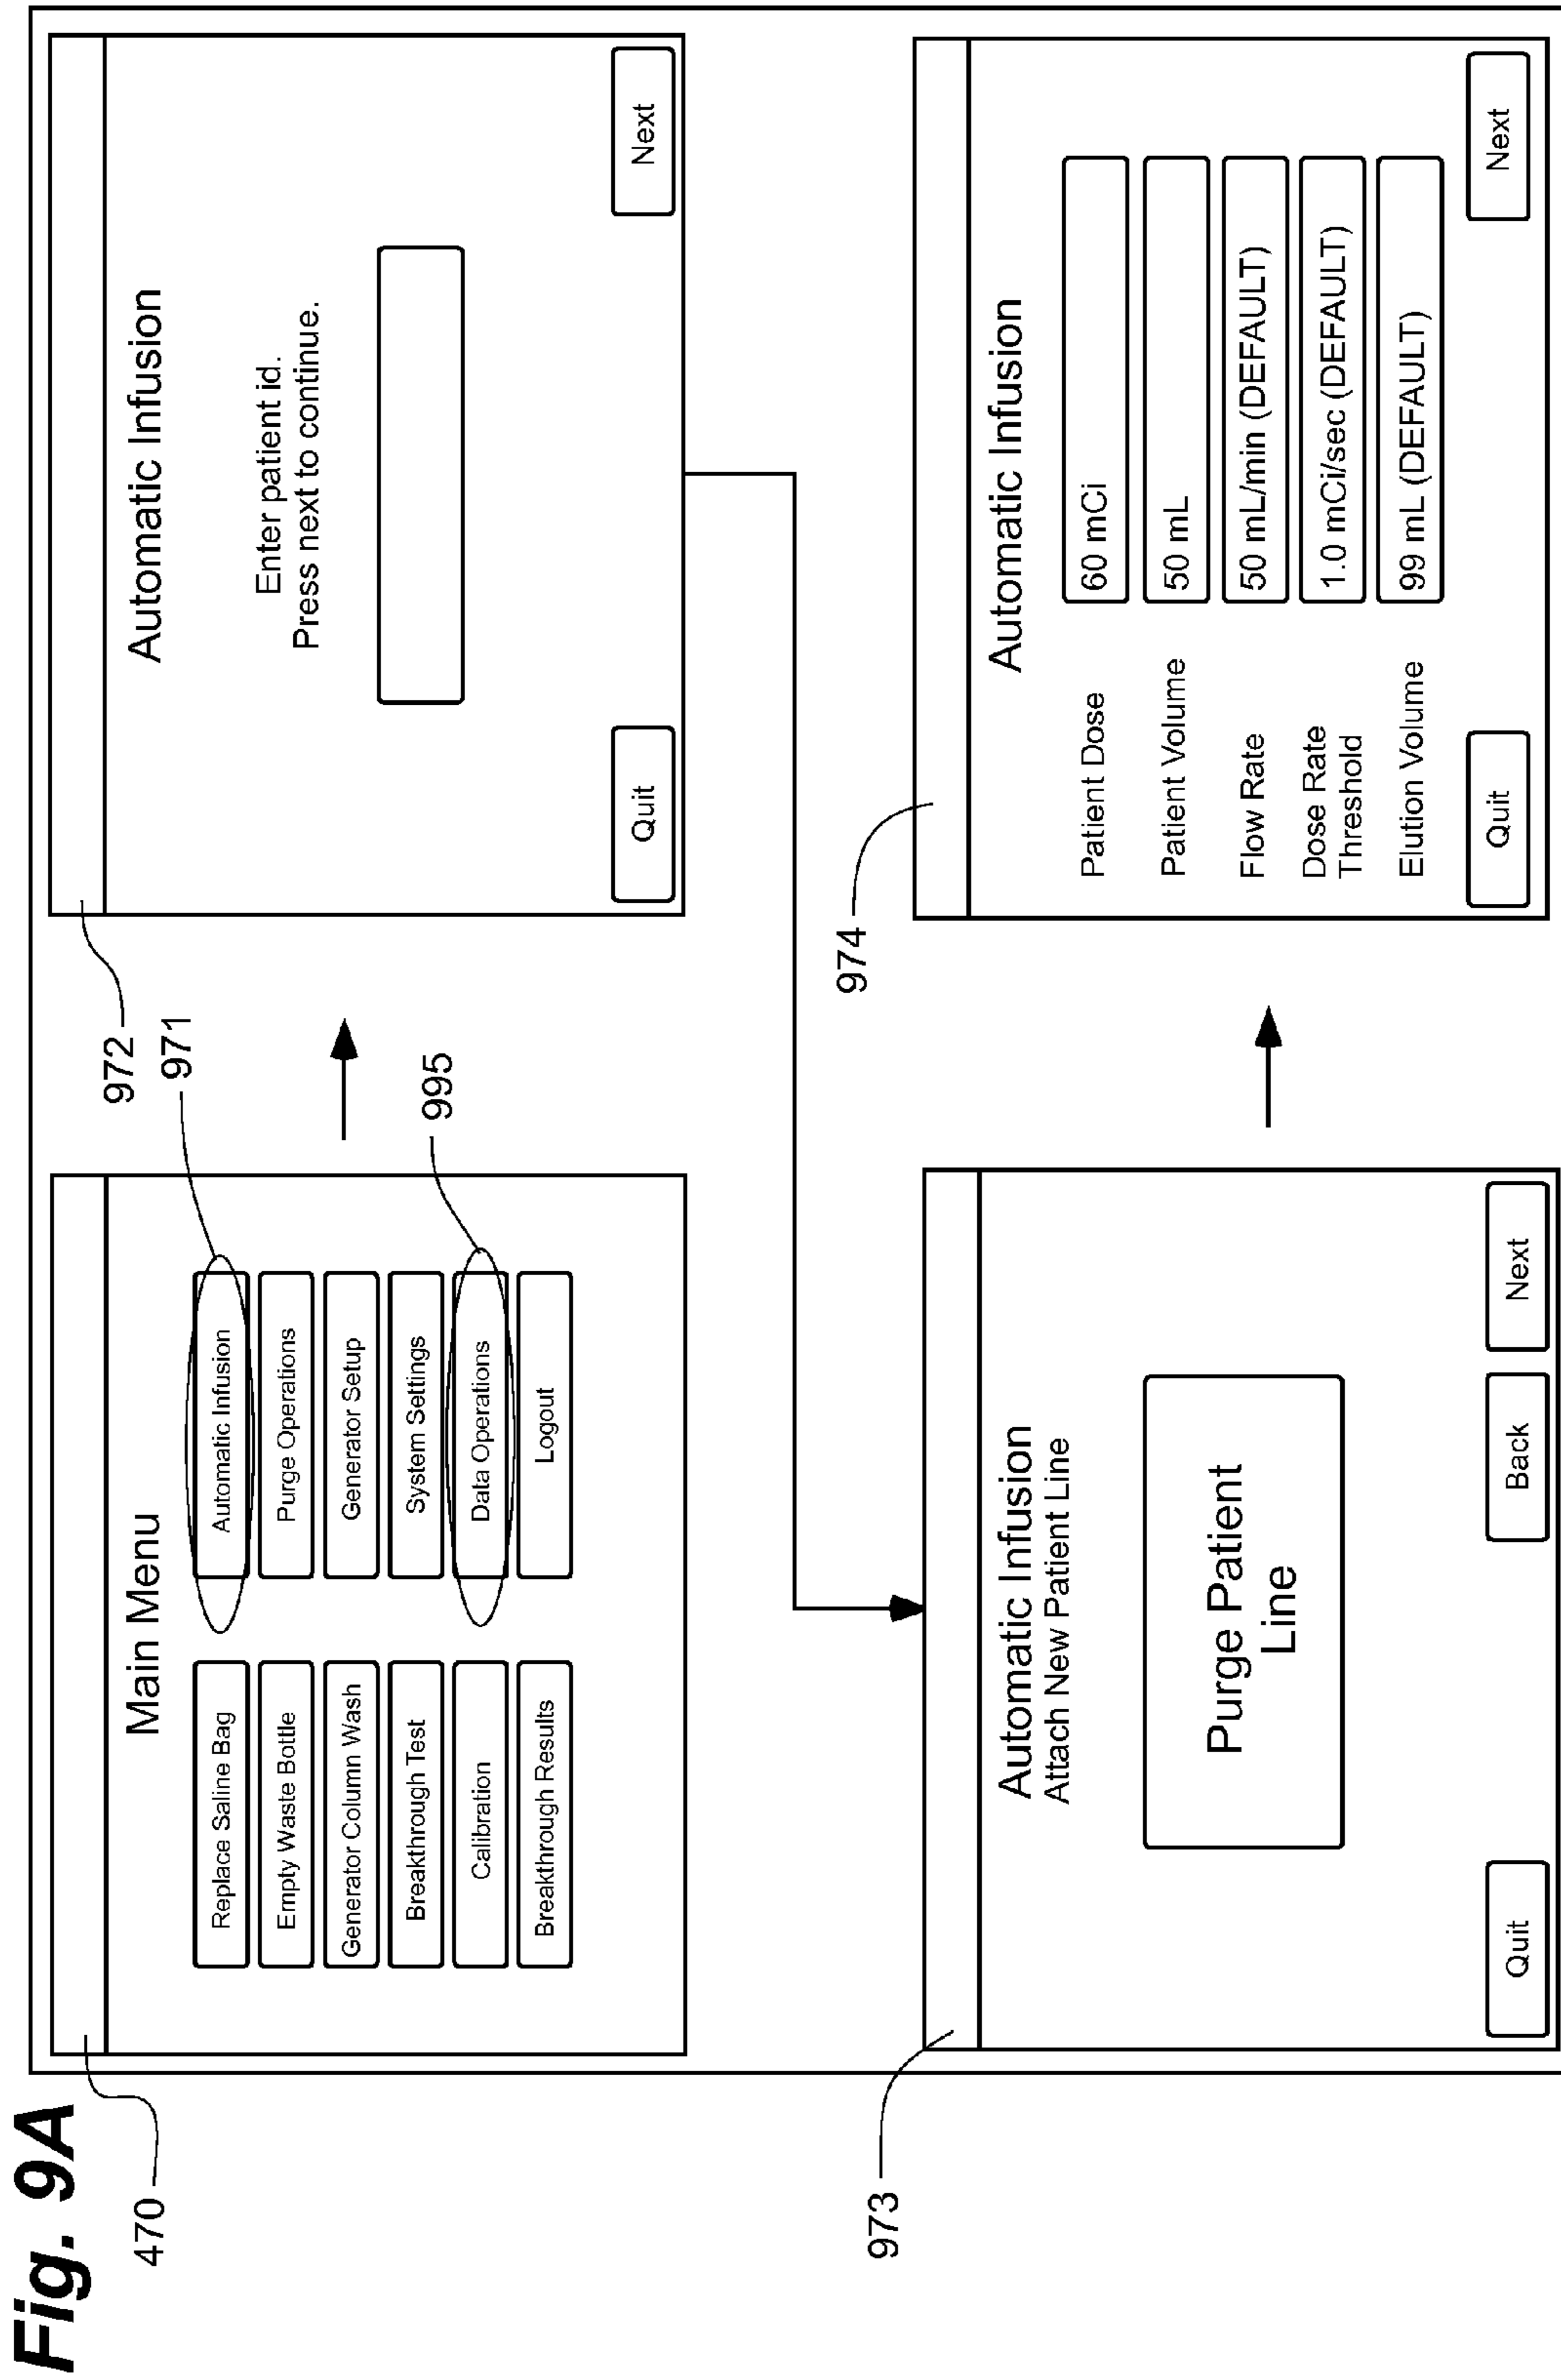 Fig. 9A
470
Main Menu
Replace Saline Bag
Automatic Infusion
Empty Waste Bottle
Purge Operations
Generator Column Wash
Generator Setup
Breakthrough Test
System Settings
Calibration
Data Operations
Breakthrough Results
Logout
971
995
972
Automatic Infusion
Enter patient id.
Press next to continue.
Quit
Next
973
Automatic Infusion
Attach New Patient Line
Purge Patient
Line
Quit
Back
Next
974
Automatic Infusion
Patient Dose
60 mCi
Patient Volume
50 mL
Flow Rate
50 mL/min (DEFAULT)
Dose Rate
Threshold
1.0 mCi/sec (DEFAULT)
Elution Volume
99 mL (DEFAULT)
Quit
Next